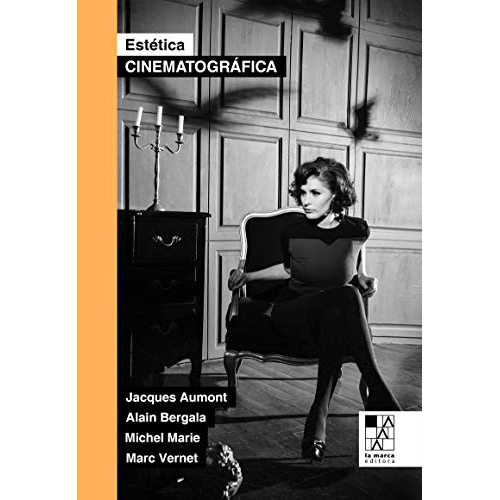 Estética
CINEMATOGRÁFICA
Jacques Aumont
Alain Bergala
Michel Marie
Marc Vernet
la marca
editora